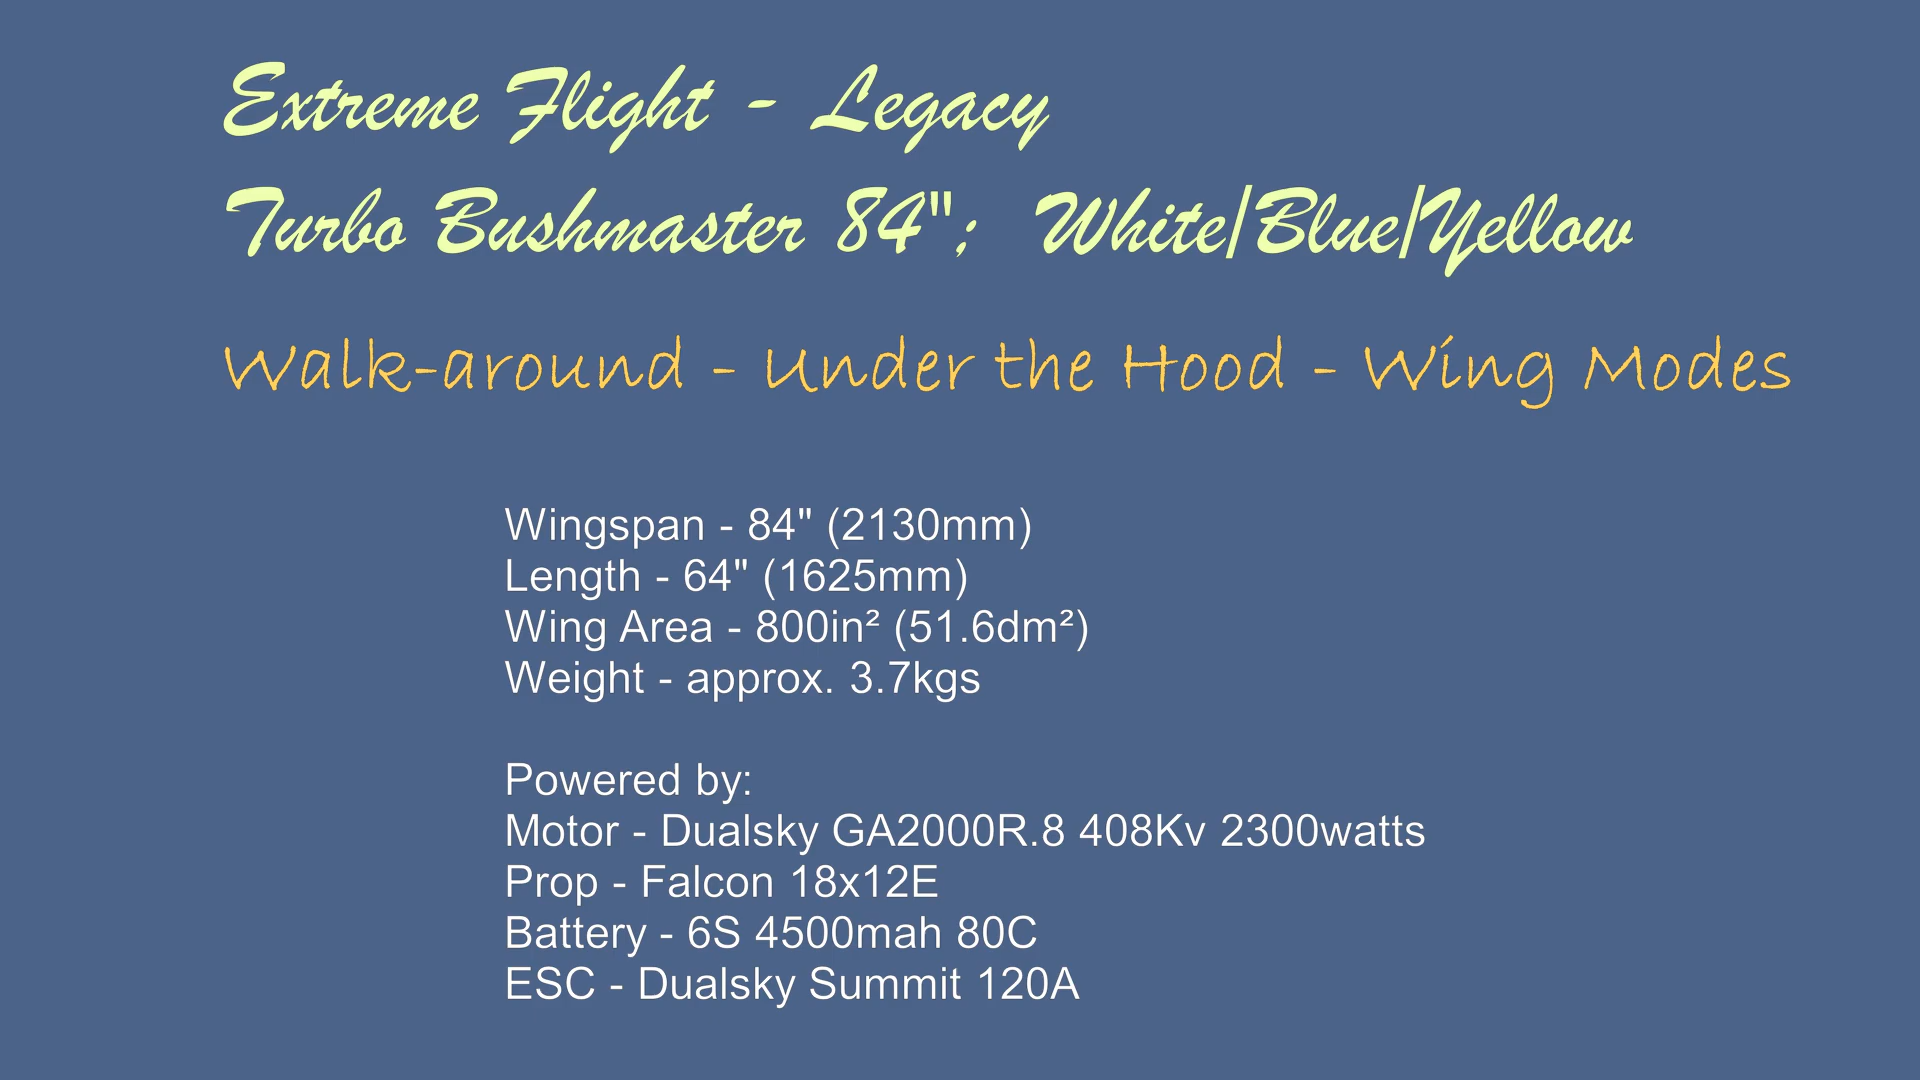 Extreme Flight - Legacy
Turbo Bushmaster 84"; White/Blue/Yellow
Walk-around - Under the Hood - Wing Modes
Wingspan - 84" (2130mm)
Length - 64" (1625mm)
Wing Area - 800in² (51.6dm²)
Weight - approx. 3.7kgs
Powered by:
Motor - Dualsky GA2000R.8 408Kv 2300watts
Prop - Falcon 18x12E
Battery - 6S 4500mah 80C
ESC - Dualsky Summit 120A